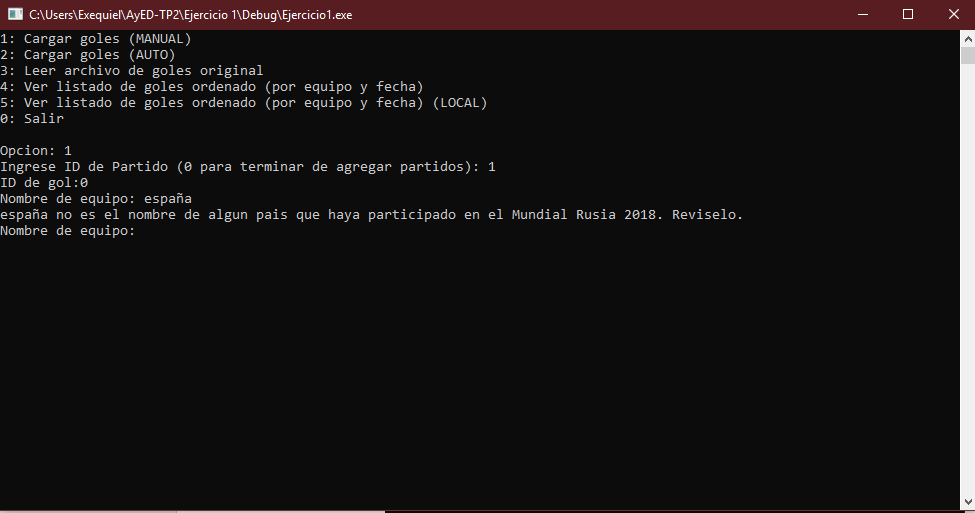 C:\Users\Exequiel\AyED-TP2\Ejercicio 1\Debug\Ejercicio1.exe
1: Cargar goles (MANUAL)
2: Cargar goles (AUTO)
3: Leer archivo de goles original
4: Ver listado de goles ordenado (por equipo y fecha)
5: Ver listado de goles ordenado (por equipo y fecha) (LOCAL)
0: Salir
Opcion: 1
Ingrese ID de Partido (0 para terminar de agregar partidos): 1
ID de gol:0
Nombre de equipo: españa
españa no es el nombre de algun pais que haya participado en el Mundial Rusia 2018. Reviselo.
Nombre de equipo: